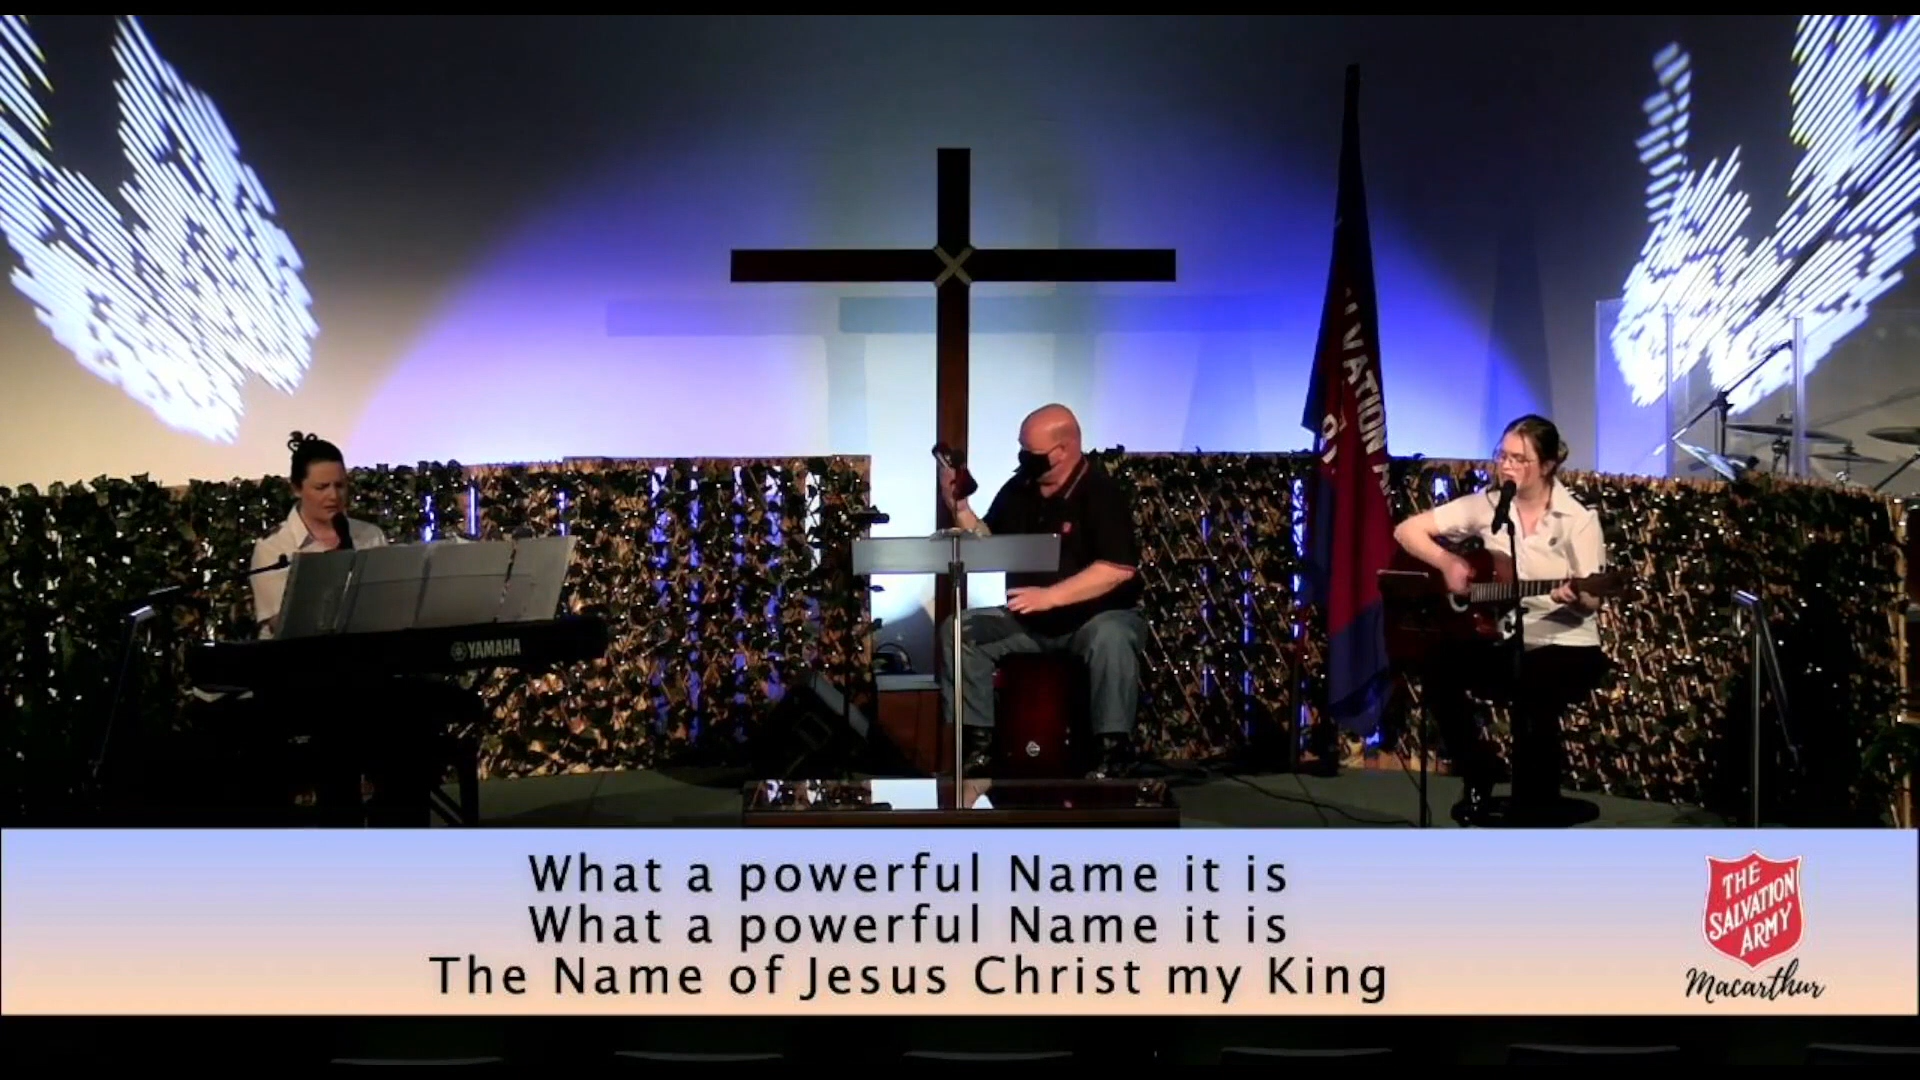 VATION A
YAMAHA
What a powerful Name it is
What a powerful Name it is
The Name of Jesus Christ my King
THE
SALVATION
ARMY
Macarthur